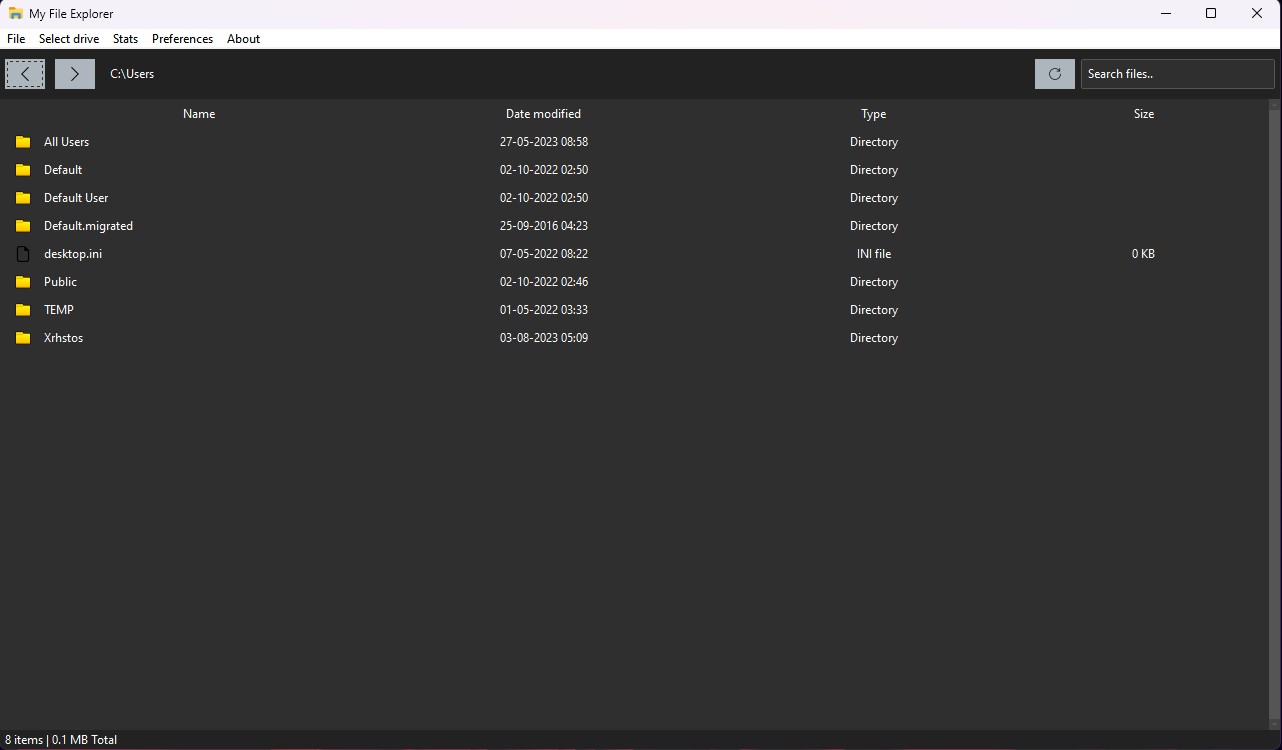 My File Explorer
File Select drive Stats Preferences About
C:\Users Search files..
Name Date modified Type Size
All Users 27-05-2023 08:58 Directory
Default 02-10-2022 02:50 Directory
Default User 02-10-2022 02:50 Directory
Default.migrated 25-09-2016 04:23 Directory
desktop.ini 07-05-2022 08:22 INI file 0 KB
Public 02-10-2022 02:46 Directory
TEMP 01-05-2022 03:33 Directory
Xrhstos 03-08-2023 05:09 Directory
8 items | 0.1 MB Total